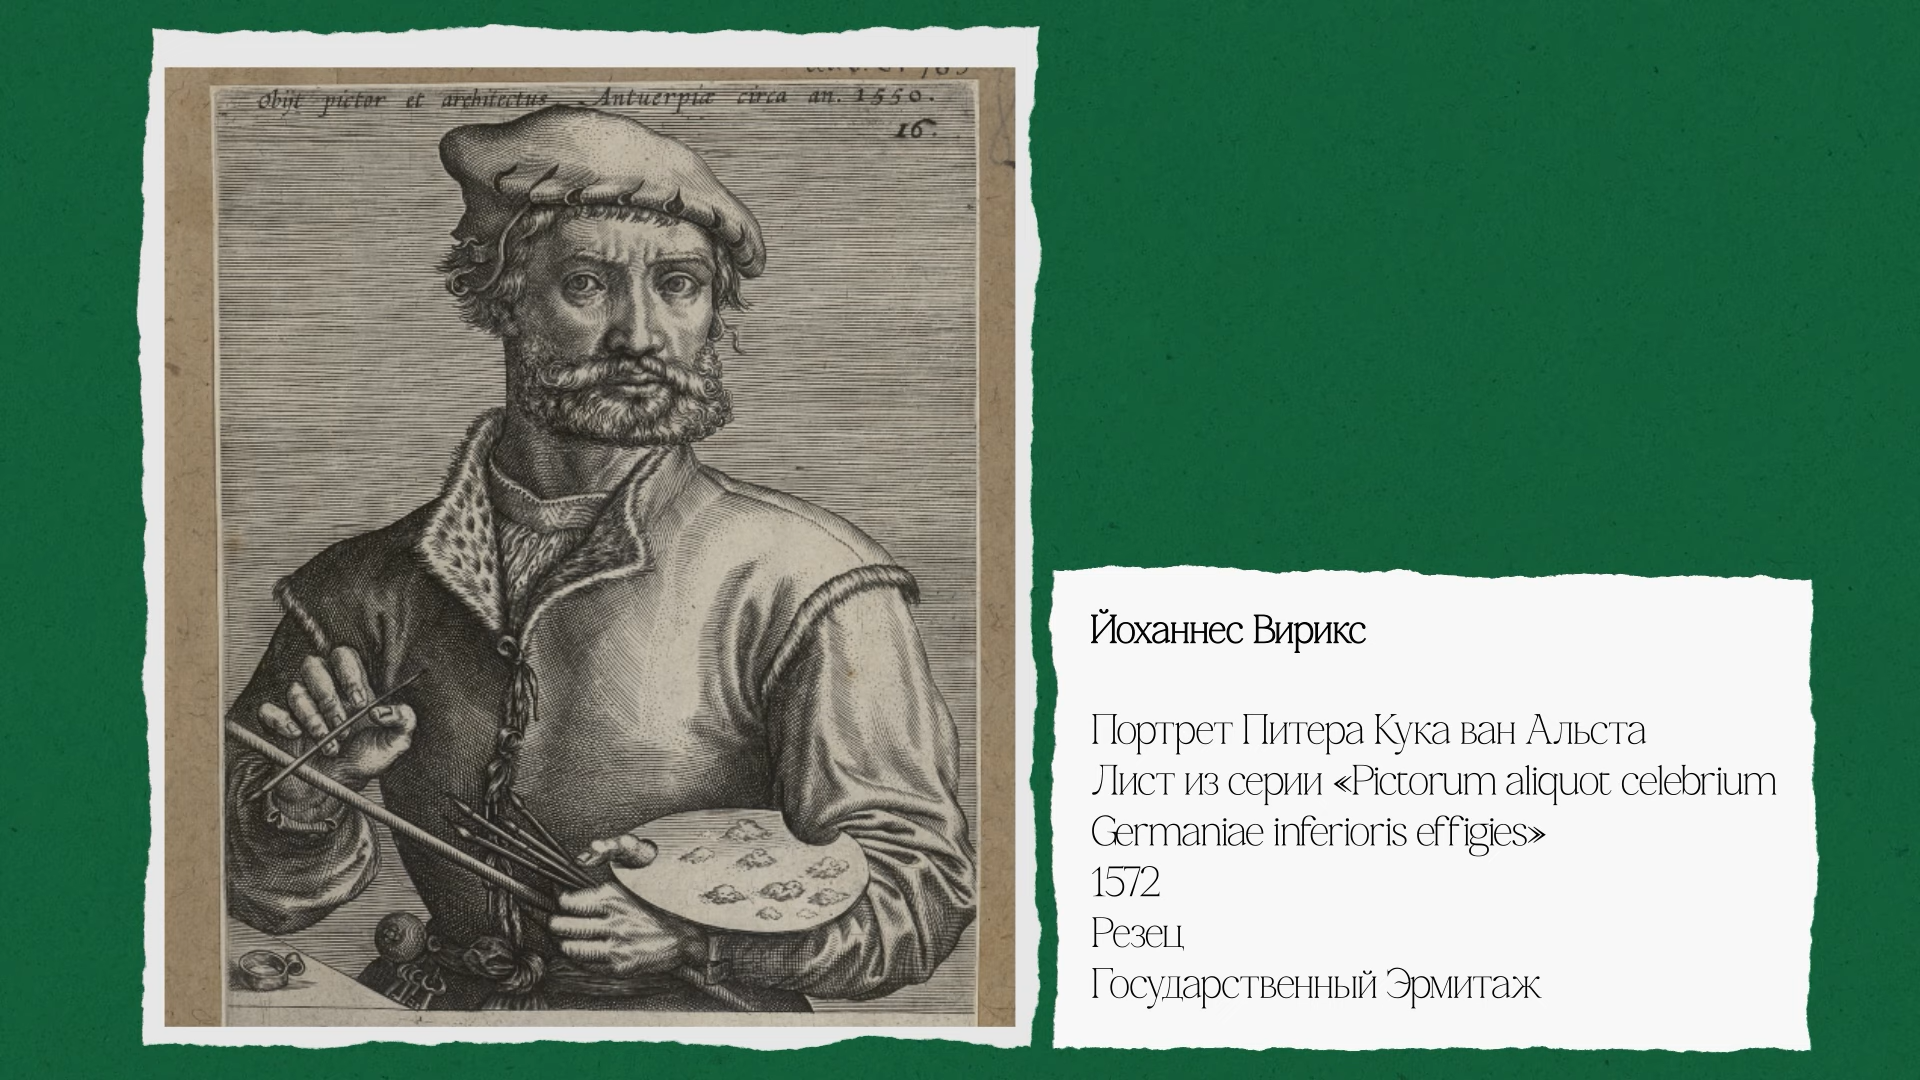 Obijt pictor et architectus Antuerpiæ circa an. 1550.
16.
Йоханнес Вирикс
Портрет Питера Кука ван Альста
Лист из серии «Pictorum aliquot celebrium
Germaniae inferioris effigies»
1572
Резец
Государственный Эрмитаж